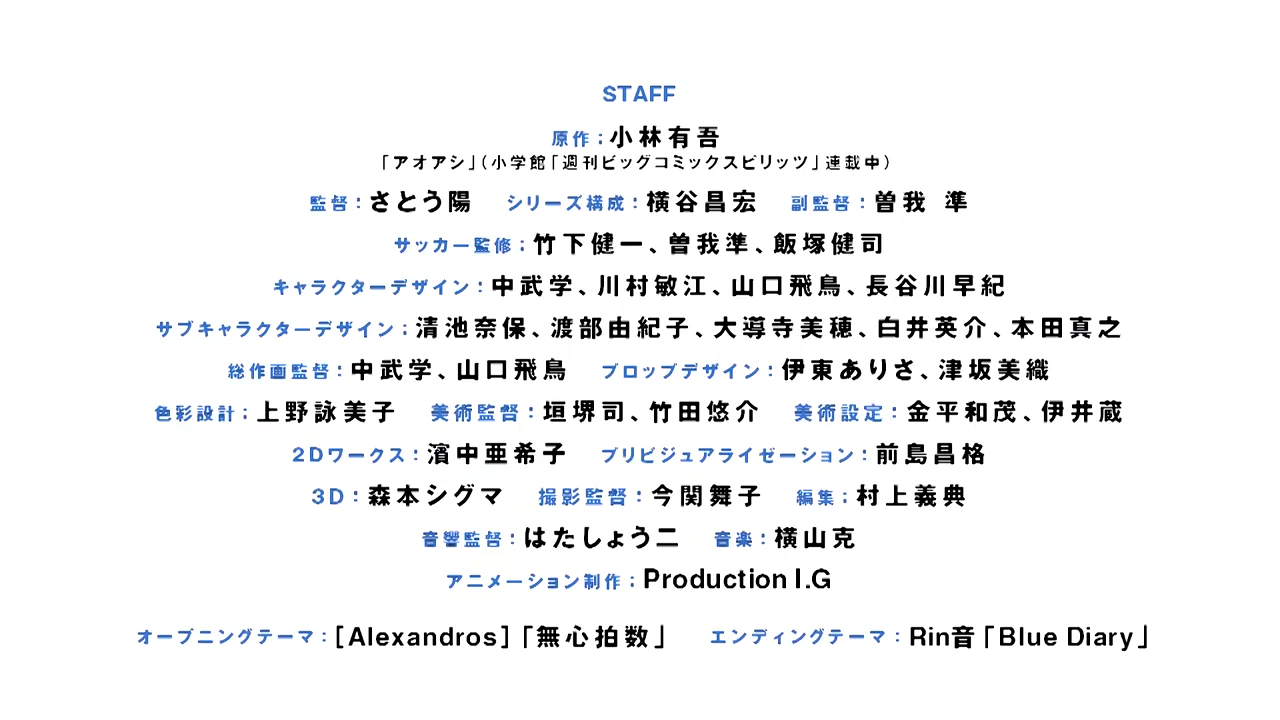 STAFF
原作：小林有吾
「アオアシ」（小学館「週刊ビッグコミックスピリッツ」連載中）
監督：さとう陽　シリーズ構成：横谷昌宏　副監督：曽我 準
サッカー監修：竹下健一、曽我準、飯塚健司
キャラクターデザイン：中武学、川村敏江、山口飛鳥、長谷川早紀
サブキャラクターデザイン：清池奈保、渡部由紀子、大導寺美穂、白井英介、本田真之
総作画監督：中武学、山口飛鳥　プロップデザイン：伊東ありさ、津坂美織
色彩設計：上野詠美子　美術監督：垣堺司、竹田悠介　美術設定：金平和茂、伊井蔵
2Dワークス：濱中亜希子　プリビジュアライゼーション：前島昌格
3D：森本シグマ　撮影監督：今関舞子　編集：村上義典
音響監督：はたしょう二　音楽：横山克
アニメーション制作：Production I.G
オープニングテーマ：[Alexandros]「無心拍数」　エンディングテーマ：Rin音「Blue Diary」